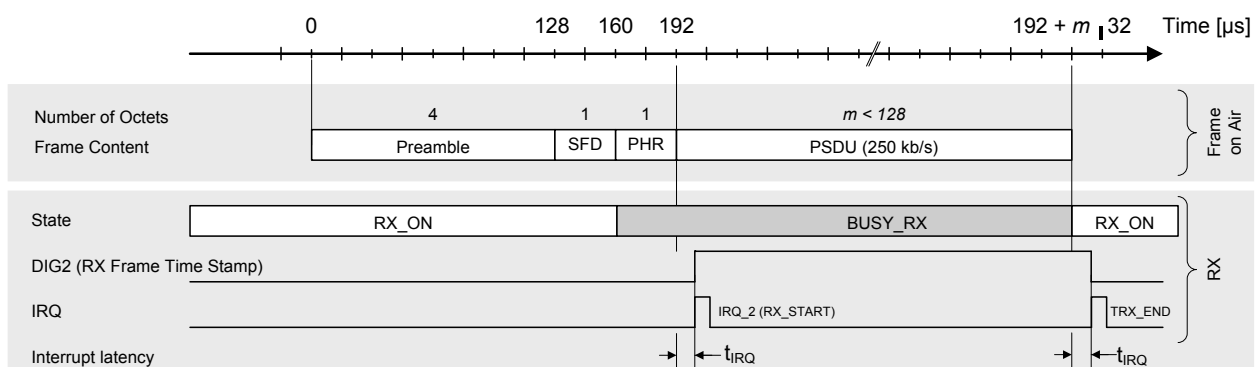 0 128 160 192 192 + m 32 Time [µs]
Number of Octets 4 1 1 m < 128
Frame Content Preamble SFD PHR PSDU (250 kb/s)
Frame
on Air
State RX_ON BUSY_RX RX_ON
DIG2 (RX Frame Time Stamp)
RX
IRQ IRQ_2 (RX_START) TRX_END
Interrupt latency tIRQ tIRQ